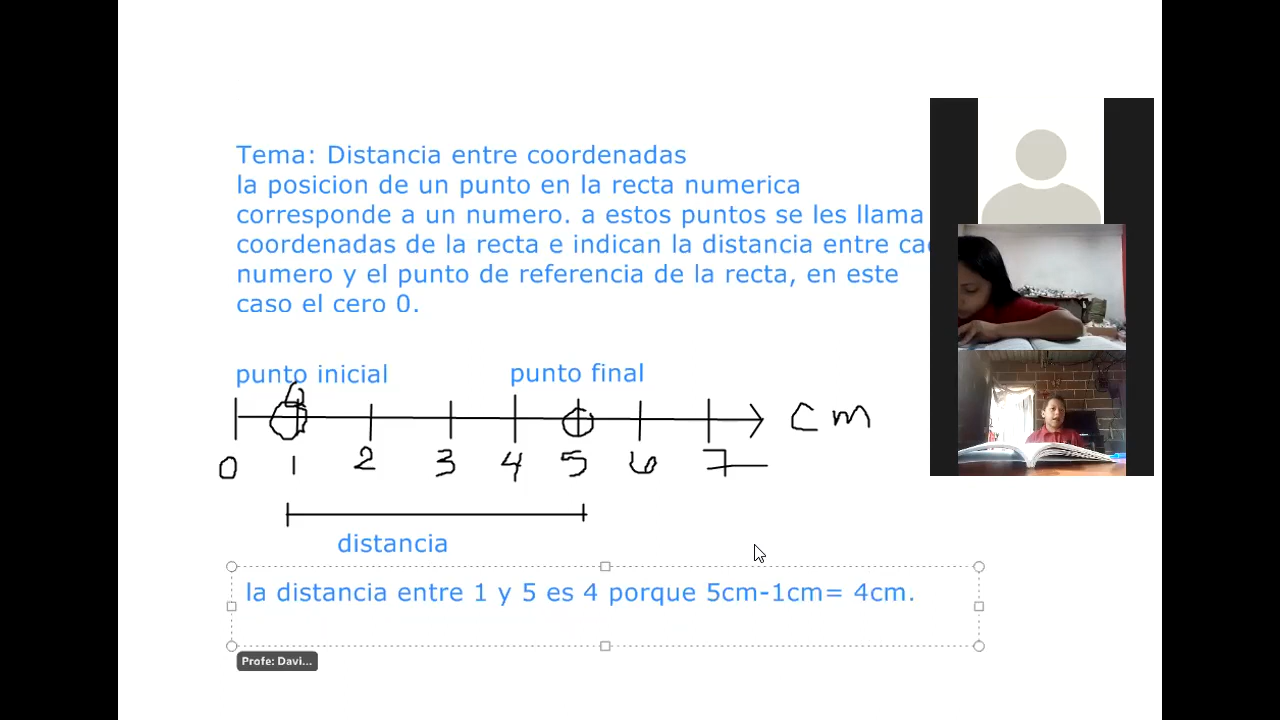 Tema: Distancia entre coordenadas
la posicion de un punto en la recta numerica
corresponde a un numero. a estos puntos se les llama
coordenadas de la recta e indican la distancia entre
numero y el punto de referencia de la recta, en este
caso el cero 0.
punto inicial punto final
cm
0 1 2 3 4 5 6 7
distancia
la distancia entre 1 y 5 es 4 porque 5cm-1cm= 4cm.
Profe: Davi...